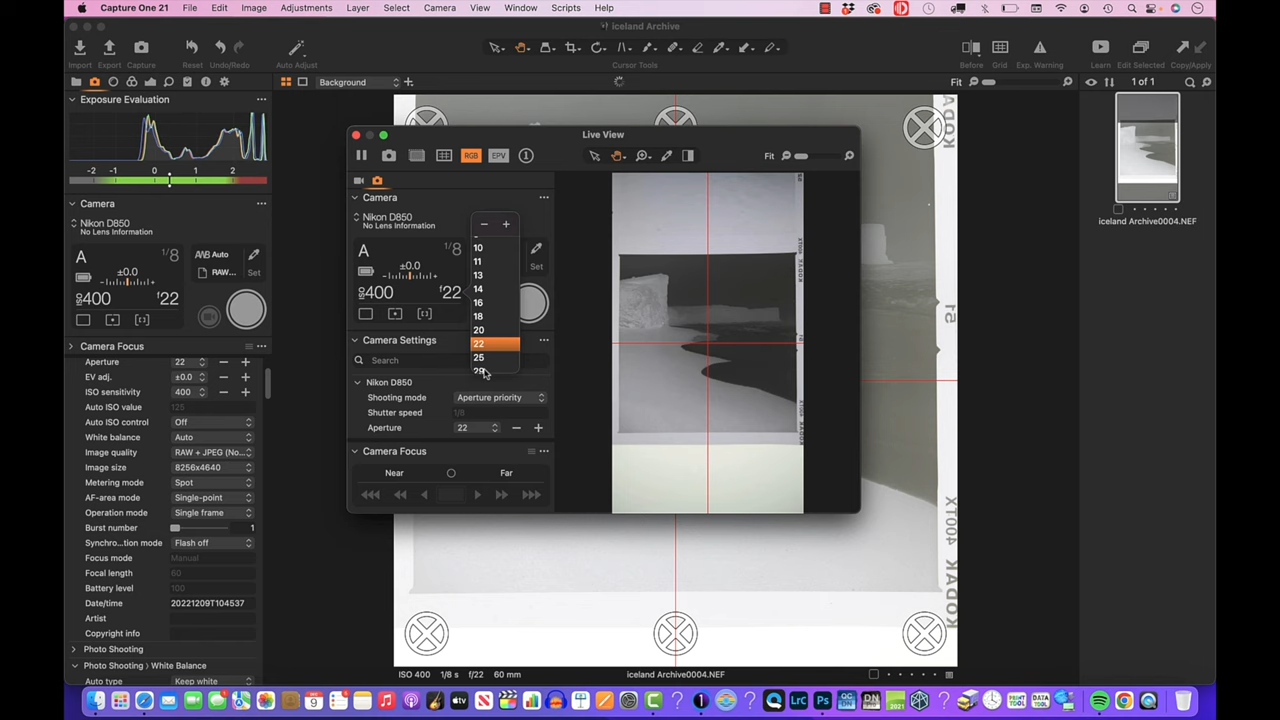 Capture One 21 File Edit Image Adjustments Layer Select Camera View Window Scripts Help
iceland Archive
Import Export Capture Reset Undo/Redo Auto Adjust Cursor Tools Before Grid Exp. Warning Learn Edit Selected Copy/Apply
Background Fit 1 of 1
Exposure Evaluation
-2 -1 0 1 2
Camera
Nikon D850
No Lens Information
A 1/8 AWB Auto
±0.0 RAW... Set
ISO400 f22
Camera Focus
Aperture 22
EV adj. ±0.0
ISO sensitivity 400
Auto ISO value 125
Auto ISO control Off
White balance Auto
Image quality RAW + JPEG (No...
Image size 8256x4640
Metering mode Spot
AF-area mode Single-point
Operation mode Single frame
Burst number 1
Synchro...tion mode Flash off
Focus mode Manual
Focal length 60
Battery level 100
Date/time 20221209T104537
Artist
Copyright info
Photo Shooting
Photo Shooting 〉White Balance
Auto type Keep white
Live View
RGB EPV Fit
Camera
Nikon D850
No Lens Information
A 1/8
±0.0 Set
ISO400 f22
10
11
13
14
16
18
20
22
25
Camera Settings
Search
Nikon D850
Shooting mode Aperture priority
Shutter speed 1/8
Aperture 22
Camera Focus
Near Far
KODAK
400TX
KODAK
iceland Archive0004.NEF
ISO 400 1/8 s f/22 60 mm iceland Archive0004.NEF